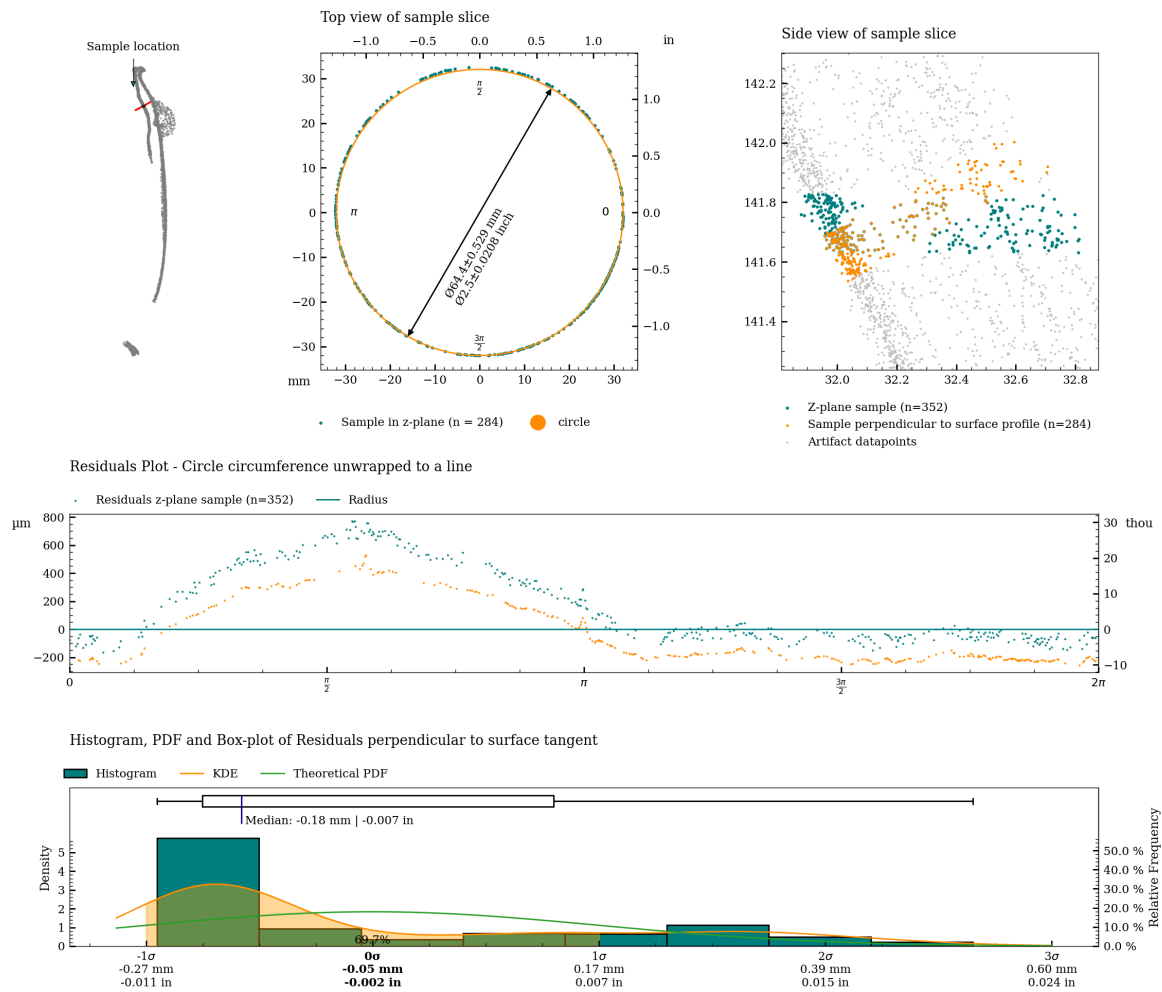 Sample location
Top view of sample slice
−1.0 −0.5 0.0 0.5 1.0 in
30
20
10
0
−10
−20
−30
1.0
0.5
0.0
−0.5
−1.0
π/2
π
0
3π/2
Ø64.4±0.529 mm
Ø2.5±0.0208 inch
mm −30 −20 −10 0 10 20 30
Sample in z-plane (n = 284) circle
Side view of sample slice
142.2
142.0
141.8
141.6
141.4
32.0 32.2 32.4 32.6 32.8
Z-plane sample (n=352)
Sample perpendicular to surface profile (n=284)
Artifact datapoints
Residuals Plot - Circle circumference unwrapped to a line
Residuals z-plane sample (n=352) Radius
µm
800
600
400
200
0
−200
30 thou
20
10
0
−10
0 π/2 π 3π/2 2π
Histogram, PDF and Box-plot of Residuals perpendicular to surface tangent
Histogram KDE Theoretical PDF
Median: -0.18 mm | -0.007 in
Density
5
4
3
2
1
0
50.0 %
40.0 %
30.0 %
20.0 %
10.0 %
0.0 %
Relative Frequency
69.7%
-1σ 0σ 1σ 2σ 3σ
-0.27 mm -0.05 mm 0.17 mm 0.39 mm 0.60 mm
-0.011 in -0.002 in 0.007 in 0.015 in 0.024 in